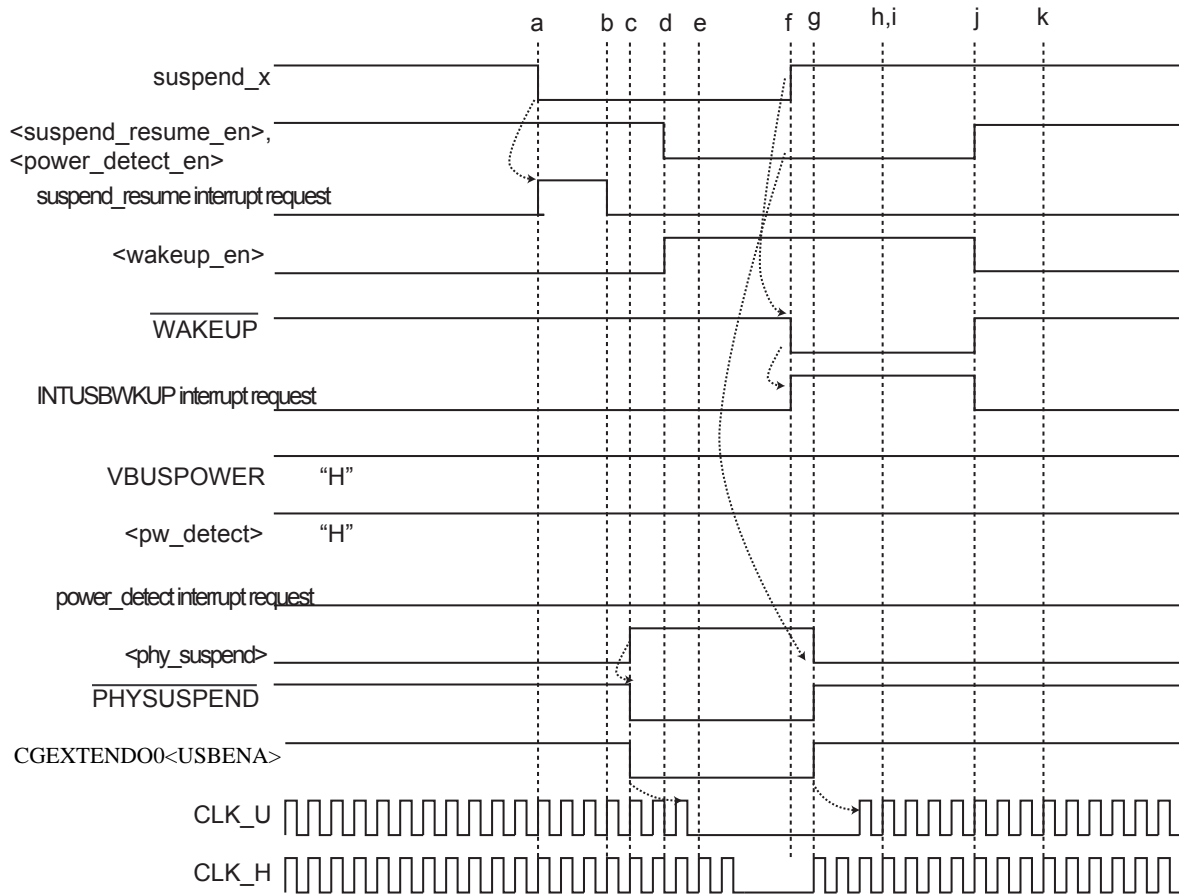 a b c d e f g h,i j k
suspend_x
<suspend_resume_en>,
<power_detect_en>
suspend_resume interrupt request
<wakeup_en>
WAKEUP
INTUSBWKUP interrupt request
VBUSPOWER “H”
<pw_detect> “H”
power_detect interrupt request
<phy_suspend>
PHYSUSPEND
CGEXTENDO0<USBENA>
CLK_U
CLK_H